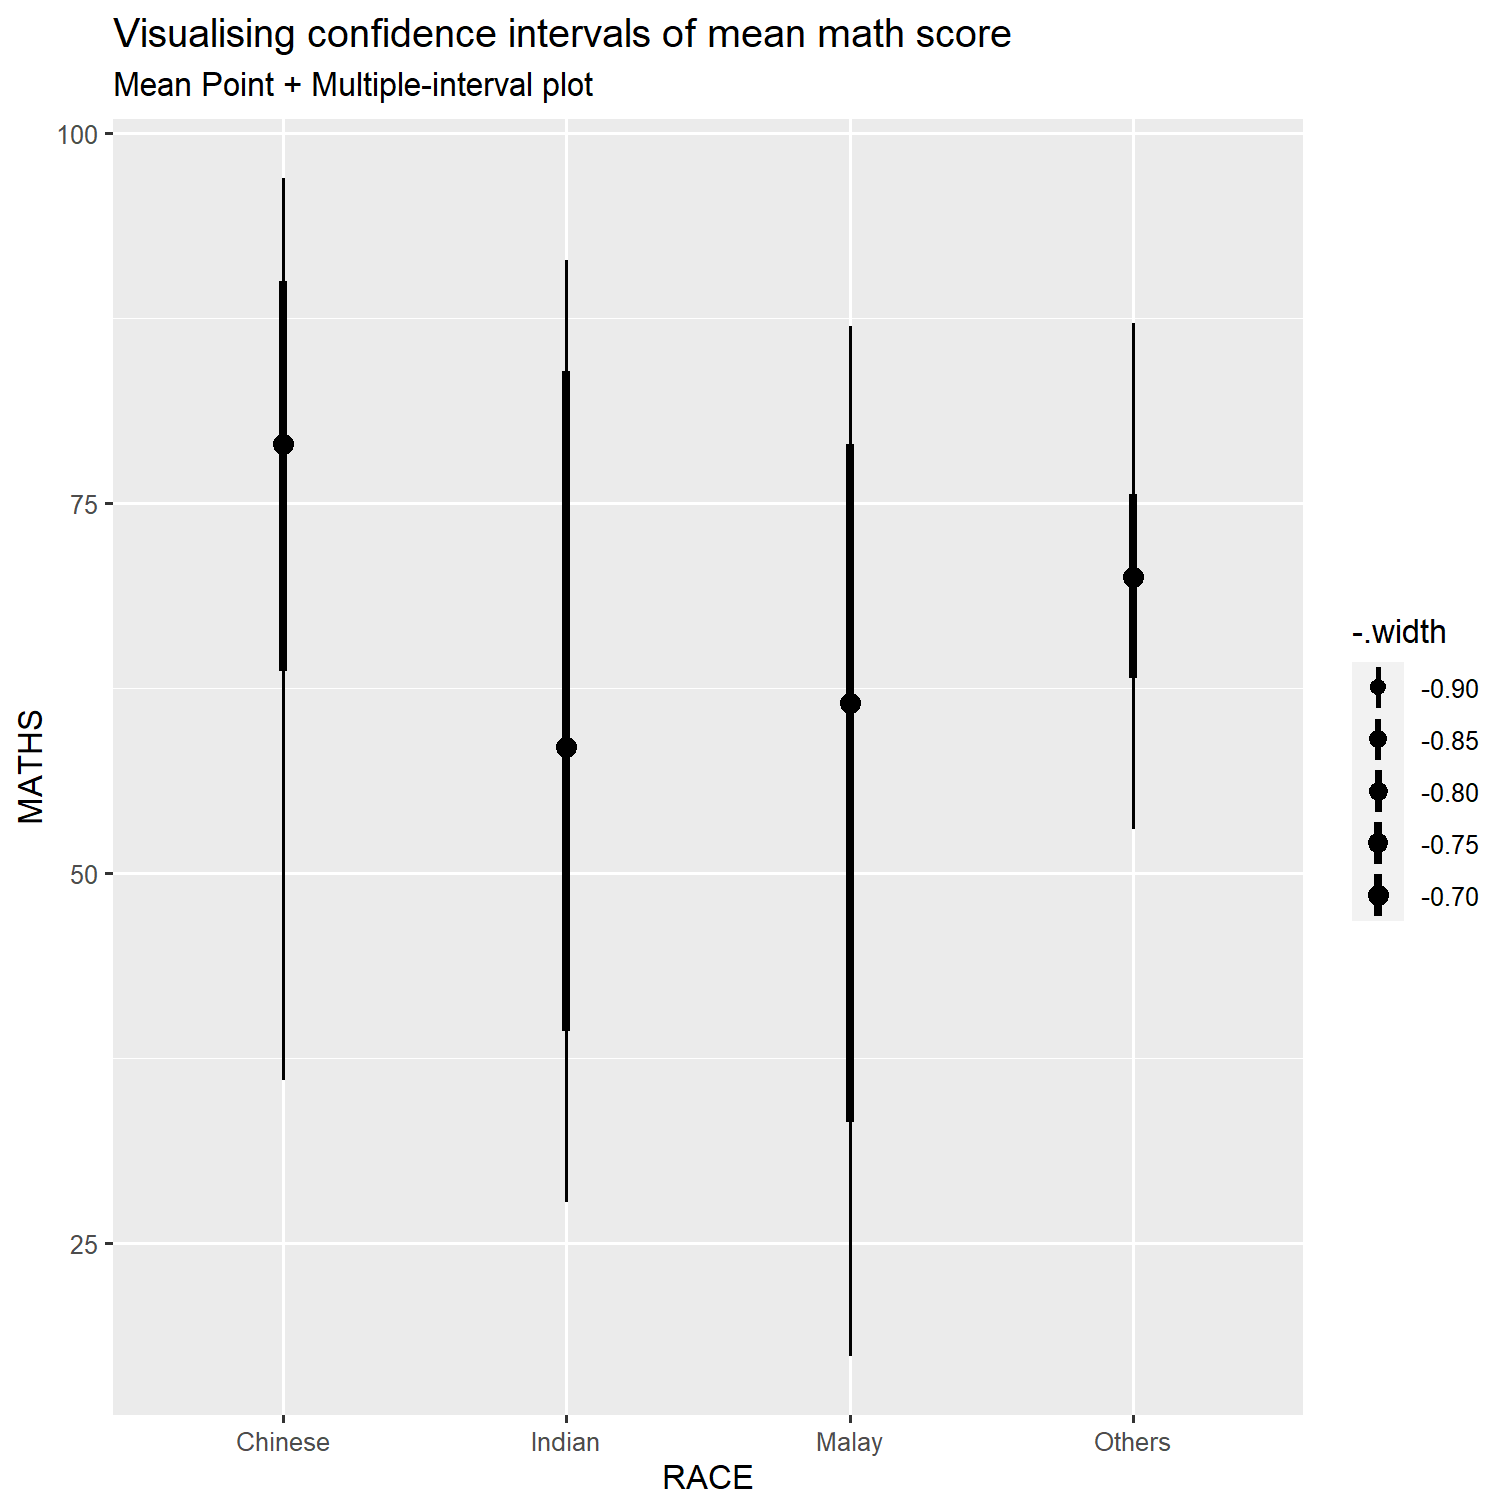 Visualising confidence intervals of mean math score
Mean Point + Multiple-interval plot
100
75
50
25
MATHS
Chinese
Indian
Malay
Others
RACE
-.width
-0.90
-0.85
-0.80
-0.75
-0.70